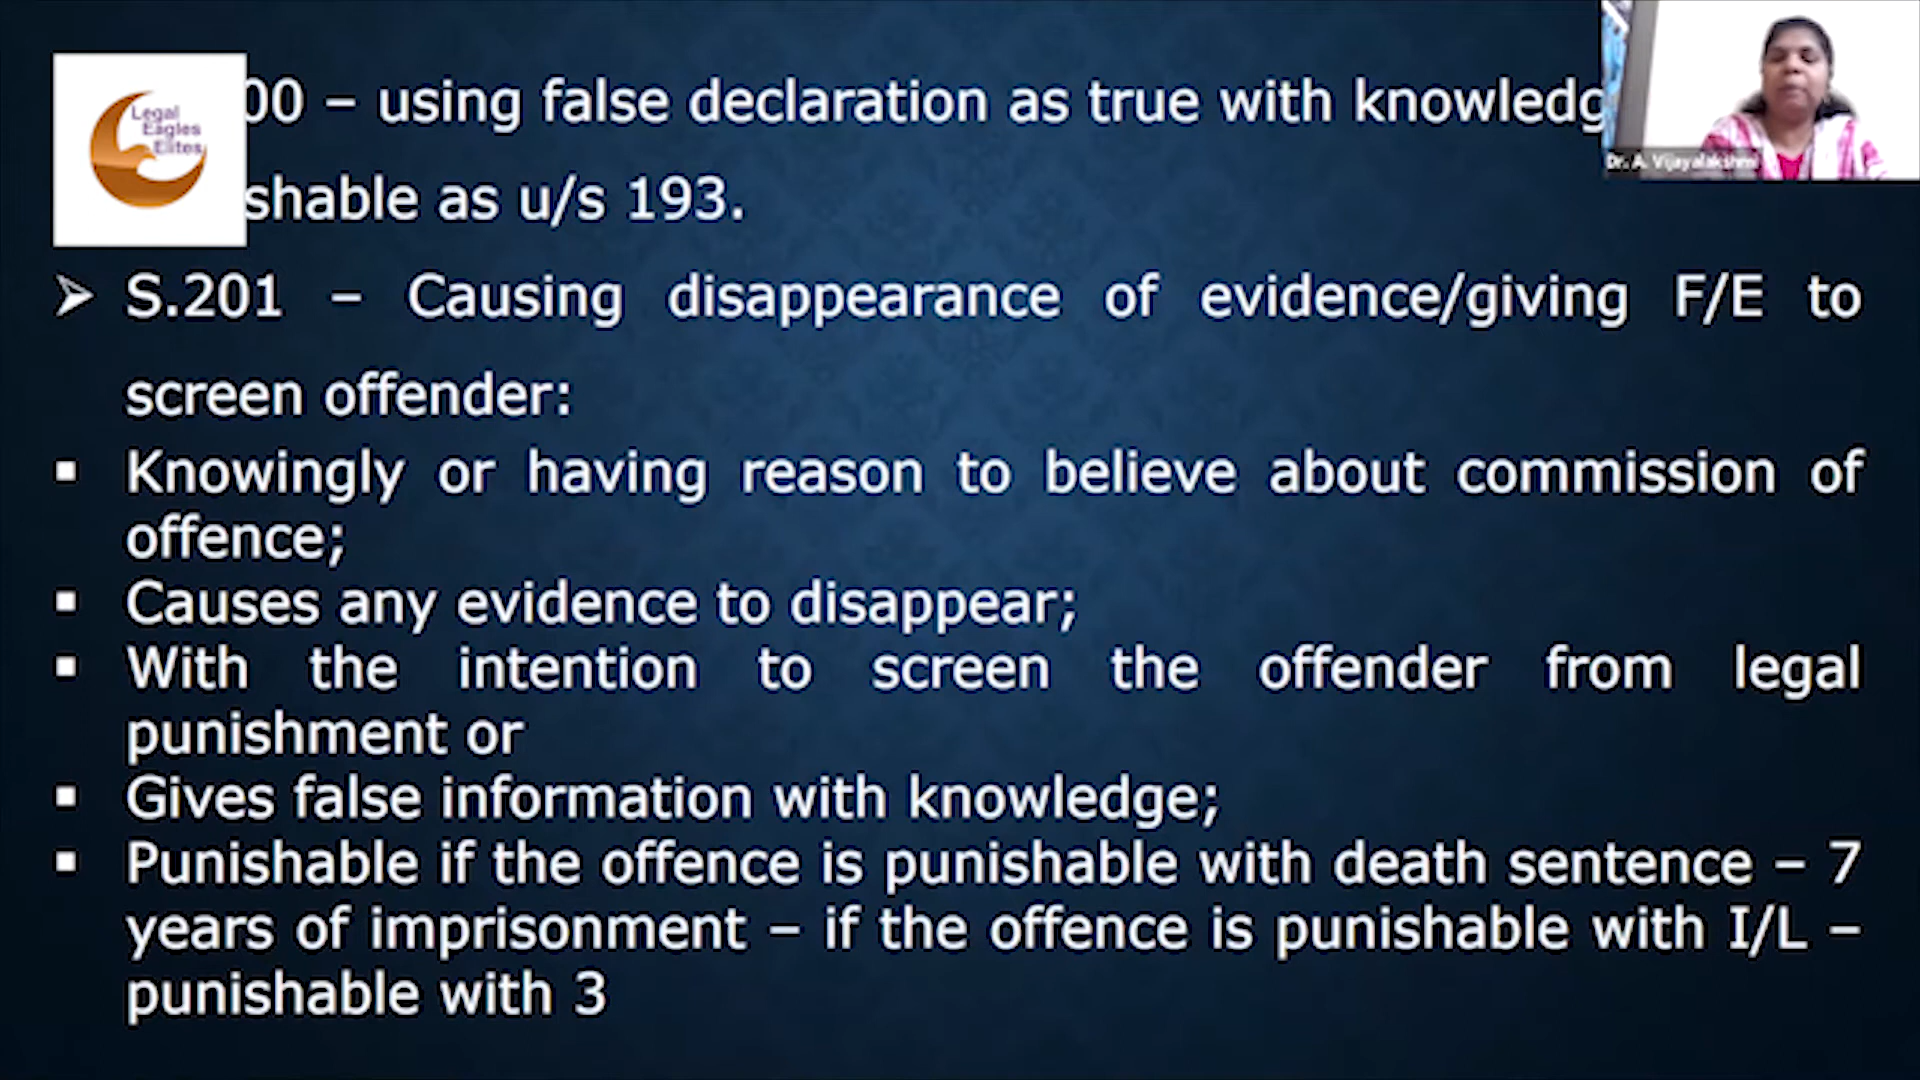 Legal
Eagles
Elites
00 – using false declaration as true with knowledg
shable as u/s 193.
Dr. A. Vijayalakshmi
➢ S.201 – Causing disappearance of evidence/giving F/E to
screen offender:
▪ Knowingly or having reason to believe about commission of
offence;
▪ Causes any evidence to disappear;
▪ With the intention to screen the offender from legal
punishment or
▪ Gives false information with knowledge;
▪ Punishable if the offence is punishable with death sentence – 7
years of imprisonment – if the offence is punishable with I/L –
punishable with 3